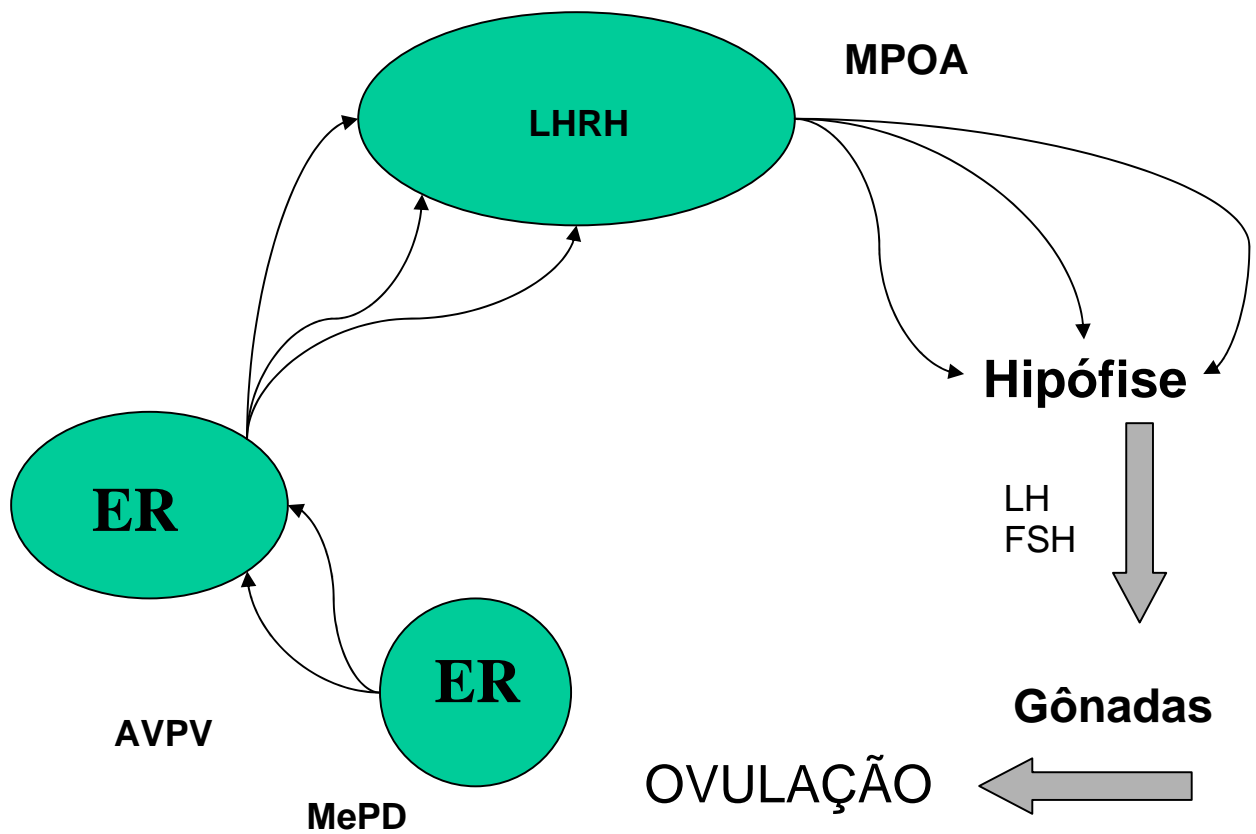 MPOA
LHRH
Hipófise
ER
LH
FSH
ER
Gônadas
AVPV
OVULAÇÃO
MePD